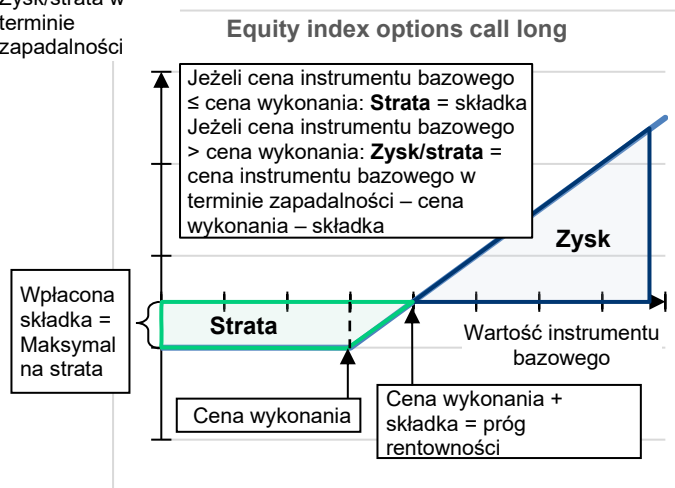 Zysk/strata w
terminie
zapadalności
Equity index options call long
Jeżeli cena instrumentu bazowego
≤ cena wykonania: Strata = składka
Jeżeli cena instrumentu bazowego
> cena wykonania: Zysk/strata =
cena instrumentu bazowego w
terminie zapadalności – cena
wykonania – składka
Zysk
Wpłacona
składka =
Maksymal
na strata
Strata
Wartość instrumentu
bazowego
Cena wykonania
Cena wykonania +
składka = próg
rentowności